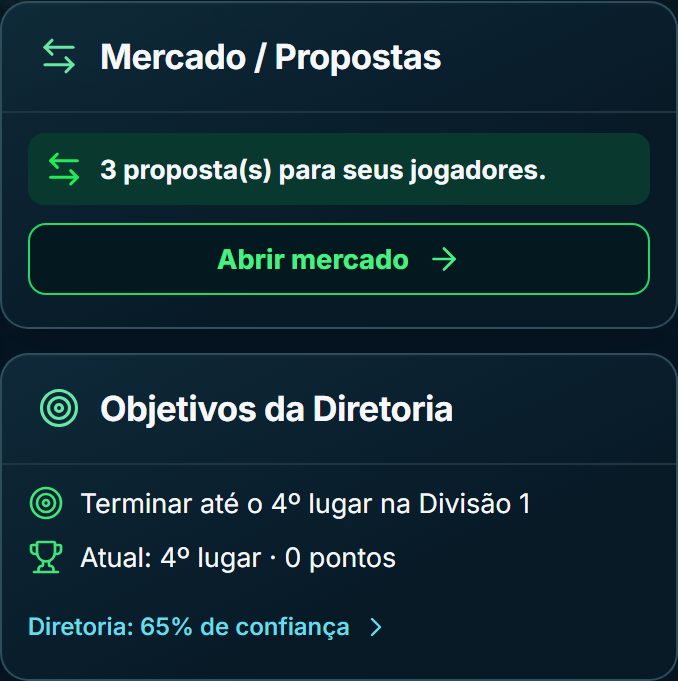 Mercado / Propostas
3 proposta(s) para seus jogadores.
Abrir mercado
Objetivos da Diretoria
Terminar até o 4º lugar na Divisão 1
Atual: 4º lugar · 0 pontos
Diretoria: 65% de confiança